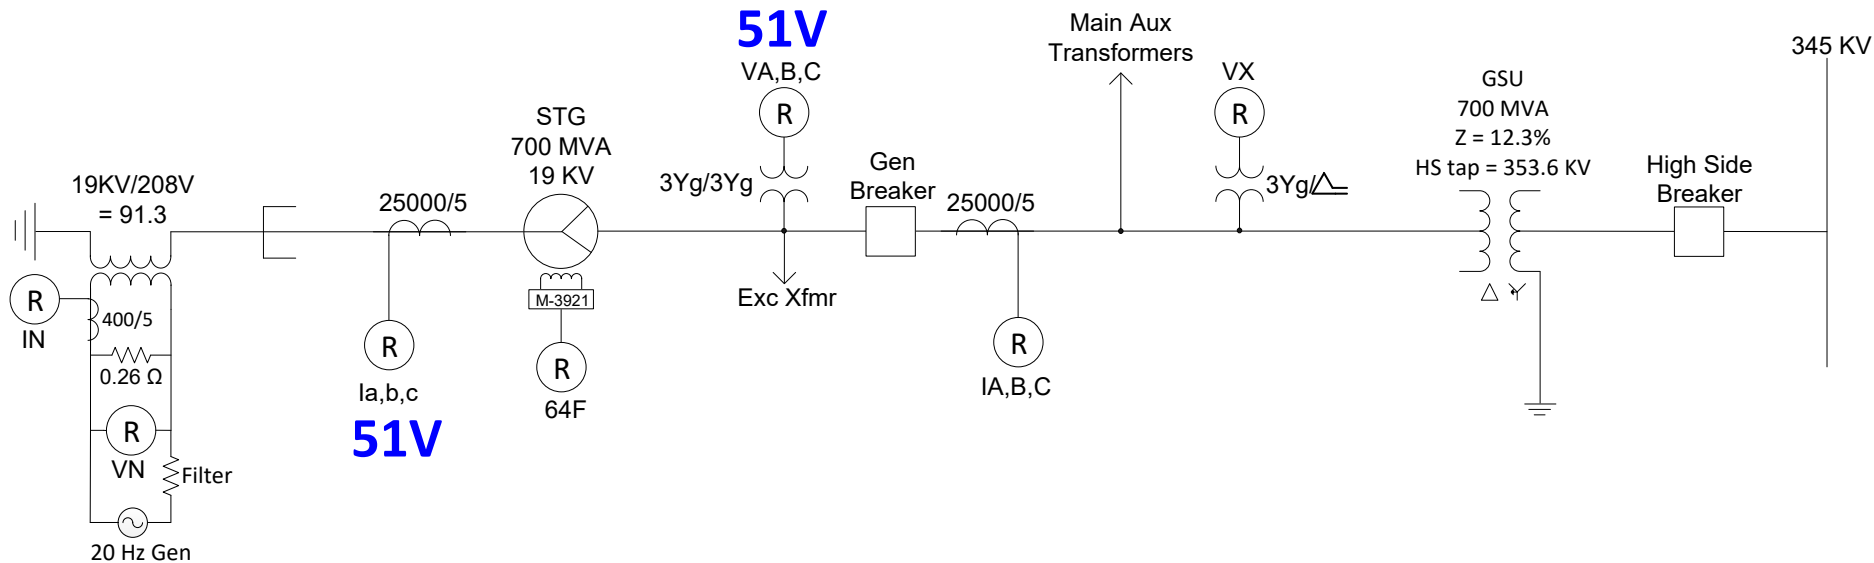 51V
VA,B,C
R
Main Aux
Transformers
VX
R
345 KV
GSU
700 MVA
Z = 12.3%
HS tap = 353.6 KV
STG
700 MVA
19 KV
Gen
Breaker
High Side
Breaker
19KV/208V
= 91.3
25000/5
3Yg/3Yg
25000/5
3Yg/
R
IN
400/5
M-3921
Exc Xfmr
0.26 Ω
R
Ia,b,c
51V
R
64F
R
IA,B,C
R
VN
Filter
20 Hz Gen